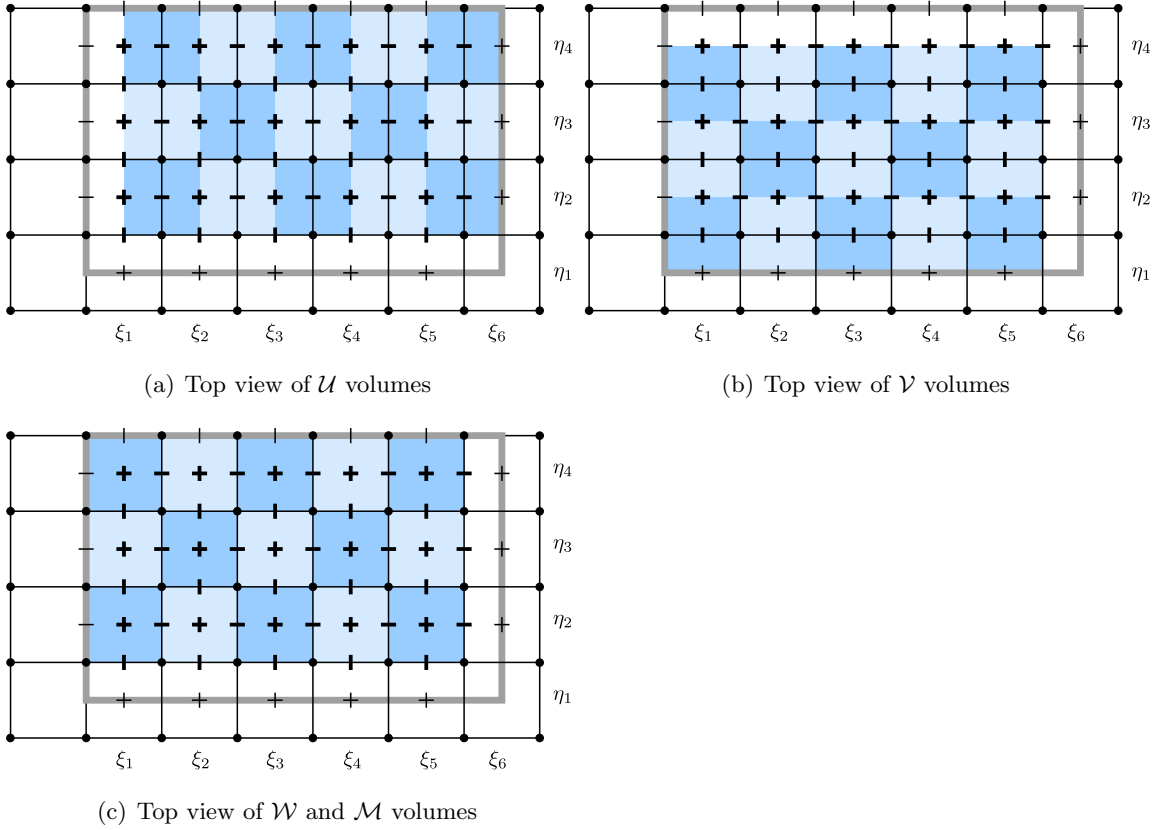 η₄
η₃
η₂
η₁
ξ₁ ξ₂ ξ₃ ξ₄ ξ₅ ξ₆
(a) Top view of 𝒰 volumes
η₄
η₃
η₂
η₁
ξ₁ ξ₂ ξ₃ ξ₄ ξ₅ ξ₆
(b) Top view of 𝒱 volumes
η₄
η₃
η₂
η₁
ξ₁ ξ₂ ξ₃ ξ₄ ξ₅ ξ₆
(c) Top view of 𝒲 and ℳ volumes